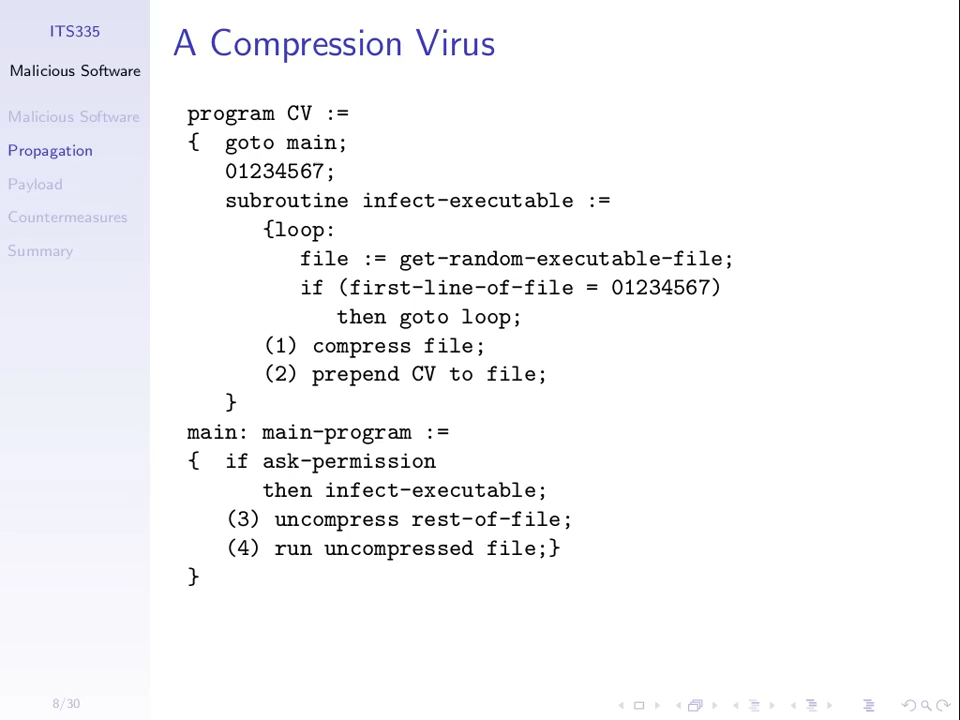 ITS335
Malicious Software
Malicious Software
Propagation
Payload
Countermeasures
Summary
8/30
A Compression Virus
program CV :=
{  goto main;
   01234567;
   subroutine infect-executable :=
      {loop:
         file := get-random-executable-file;
         if (first-line-of-file = 01234567)
            then goto loop;
      (1) compress file;
      (2) prepend CV to file;
   }
main: main-program :=
{  if ask-permission
      then infect-executable;
   (3) uncompress rest-of-file;
   (4) run uncompressed file;}
}